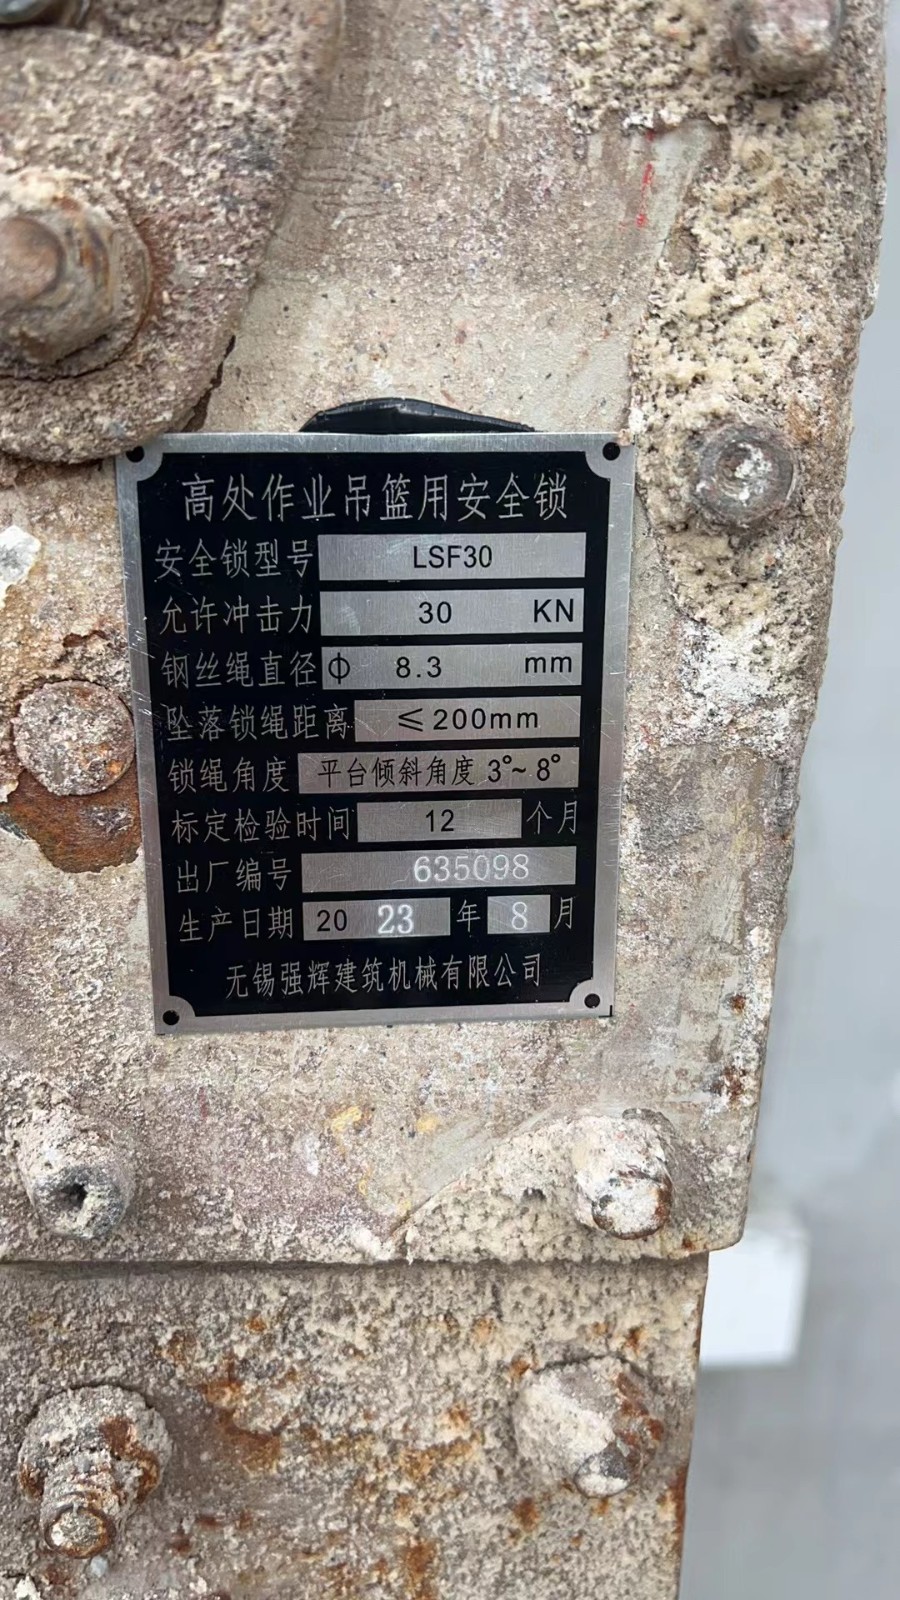 高处作业吊篮用安全锁
安全锁型号 LSF30
允许冲击力 30 KN
钢丝绳直径 ф 8.3 mm
坠落锁绳距离 ≤200mm
锁绳角度 平台倾斜角度 3°~8°
标定检验时间 12 个月
出厂编号 635098
生产日期 20 23 年 8 月
无锡强辉建筑机械有限公司